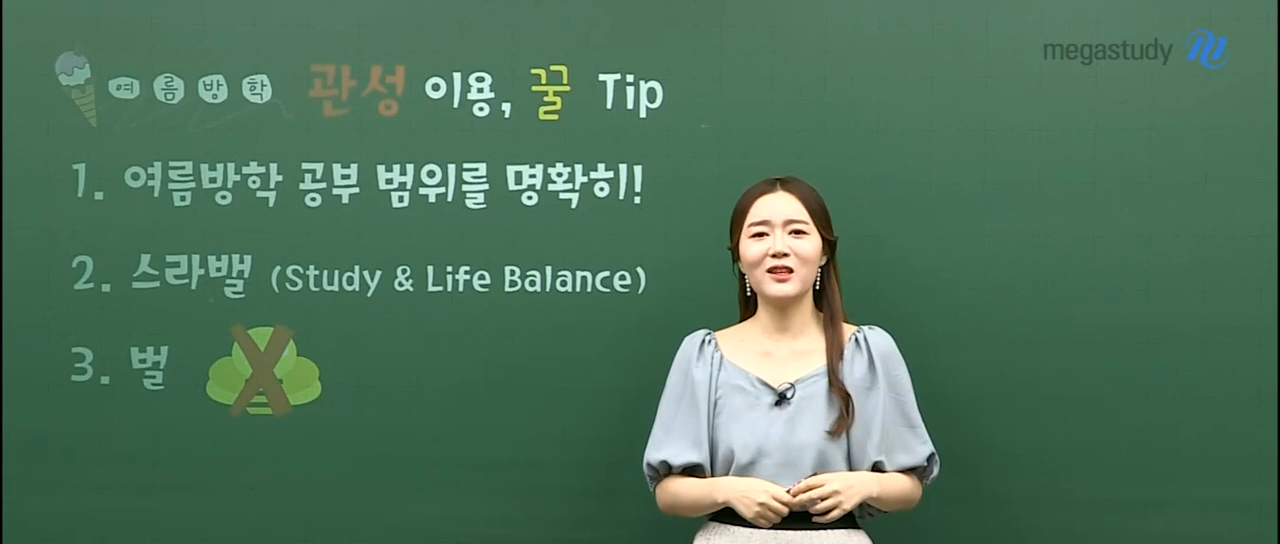 megastudy
여름방학 관성 이용, 꿀 Tip
1. 여름방학 공부 범위를 명확히!
2. 스라밸 (Study & Life Balance)
3. 벌